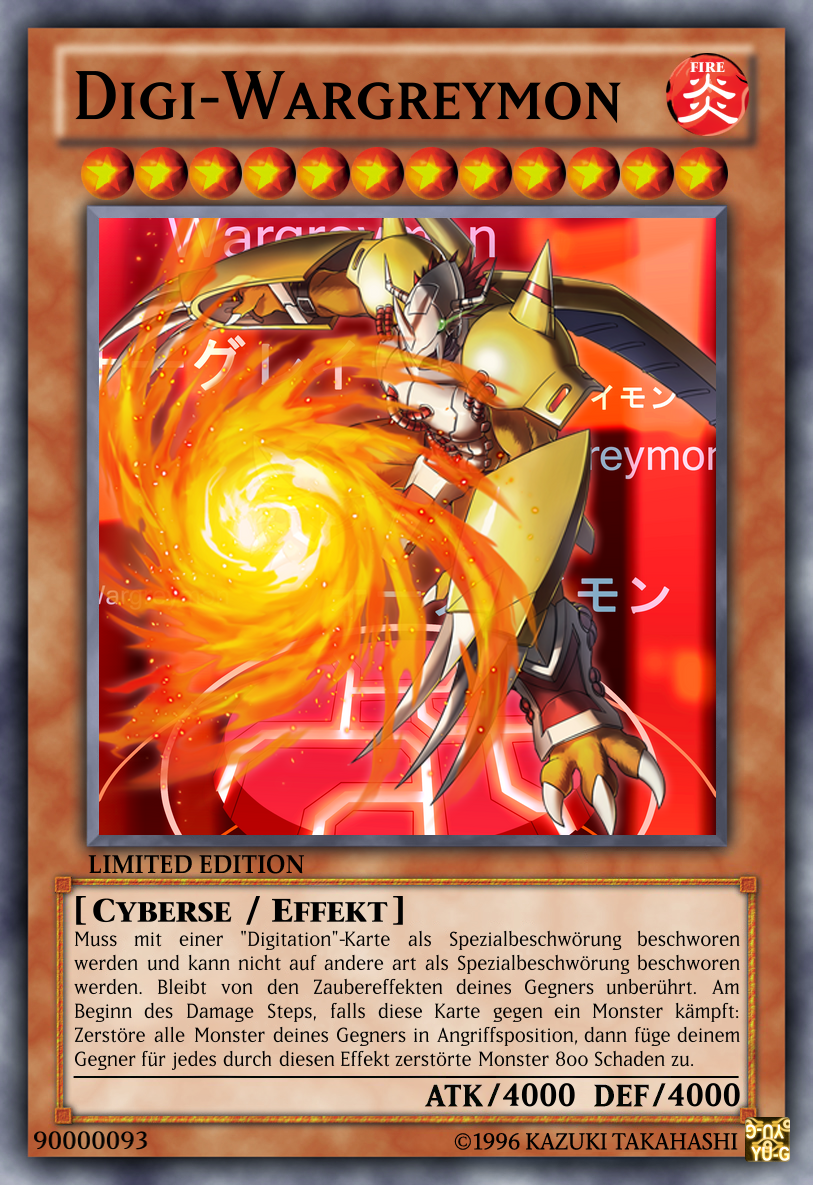 DIGI-WARGREYMON
FIRE
炎
Wargreymon
イモン
reymon
モン
LIMITED EDITION
[ CYBERSE / EFFEKT ]
Muss mit einer "Digitation"-Karte als Spezialbeschwörung beschworen
werden und kann nicht auf andere art als Spezialbeschwörung beschworen
werden. Bleibt von den Zaubereffekten deines Gegners unberührt. Am
Beginn des Damage Steps, falls diese Karte gegen ein Monster kämpft:
Zerstöre alle Monster deines Gegners in Angriffsposition, dann füge deinem
Gegner für jedes durch diesen Effekt zerstörte Monster 800 Schaden zu.
ATK/4000 DEF/4000
90000093
©1996 KAZUKI TAKAHASHI